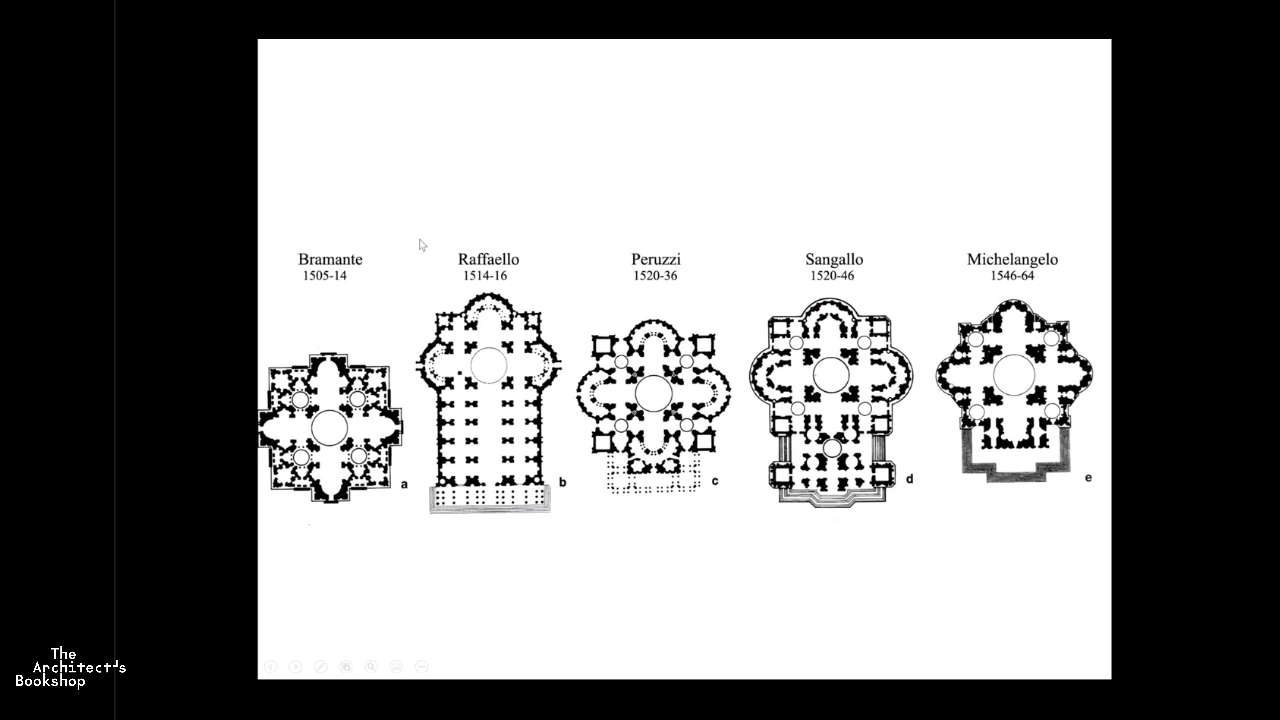 Bramante
1505-14
Raffaello
1514-16
Peruzzi
1520-36
Sangallo
1520-46
Michelangelo
1546-64
a
b
c
d
e
The
Architect's
Bookshop